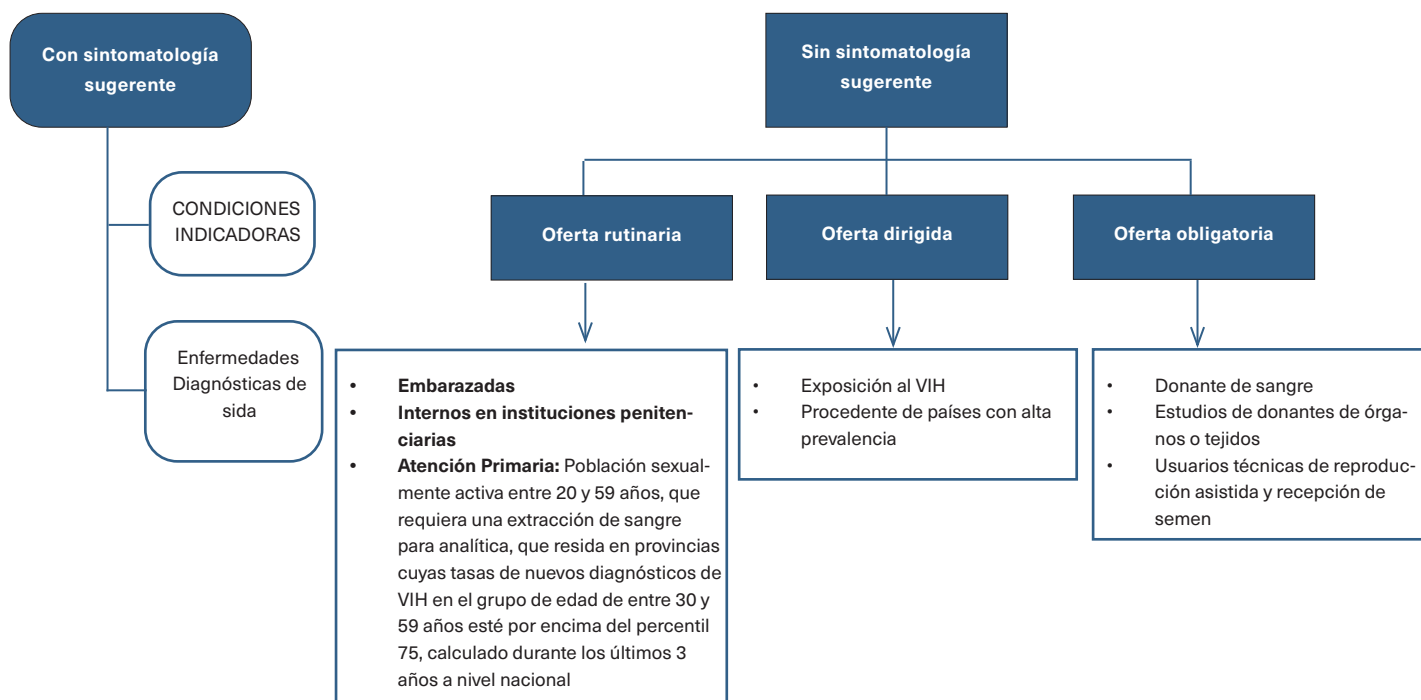 Con sintomatología
sugerente
CONDICIONES
INDICADORAS
Enfermedades
Diagnósticas de
sida
Sin sintomatología
sugerente
Oferta rutinaria
Oferta dirigida
Oferta obligatoria
• Embarazadas
• Internos en instituciones peniten-
ciarias
• Atención Primaria: Población sexual-
mente activa entre 20 y 59 años, que
requiera una extracción de sangre
para analítica, que resida en provincias
cuyas tasas de nuevos diagnósticos de
VIH en el grupo de edad de entre 30 y
59 años esté por encima del percentil
75, calculado durante los últimos 3
años a nivel nacional
• Exposición al VIH
• Procedente de países con alta
prevalencia
• Donante de sangre
• Estudios de donantes de órga-
nos o tejidos
• Usuarios técnicas de reproduc-
ción asistida y recepción de
semen